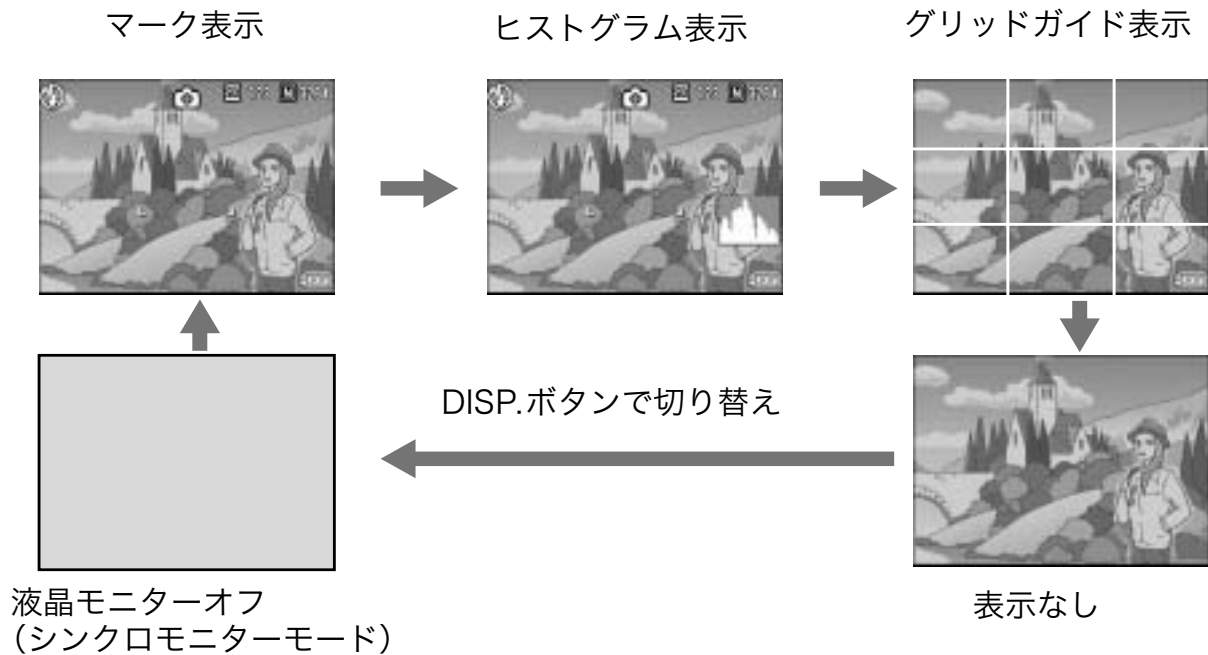 マーク表示
ヒストグラム表示
グリッドガイド表示
DISP.ボタンで切り替え
液晶モニターオフ
（シンクロモニターモード）
表示なし